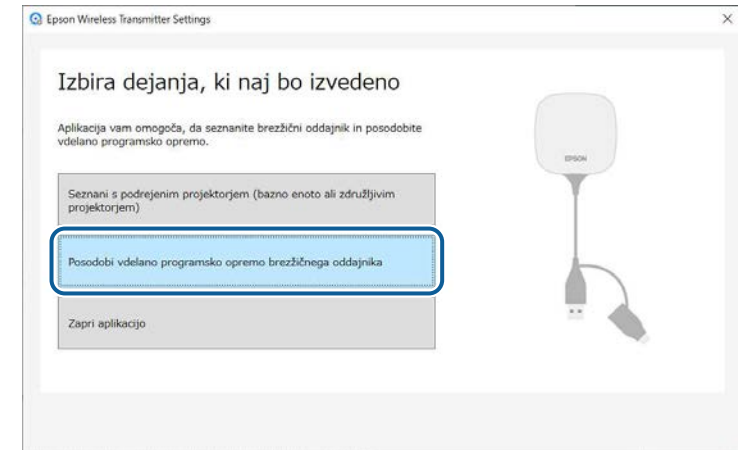 Epson Wireless Transmitter Settings
Izbira dejanja, ki naj bo izvedeno
Aplikacija vam omogoča, da seznanite brezžični oddajnik in posodobite
vdelano programsko opremo.
EPSON
Seznani s podrejenim projektorjem (bazno enoto ali združljivim
projektorjem)
Posodobi vdelano programsko opremo brezžičnega oddajnika
Zapri aplikacijo